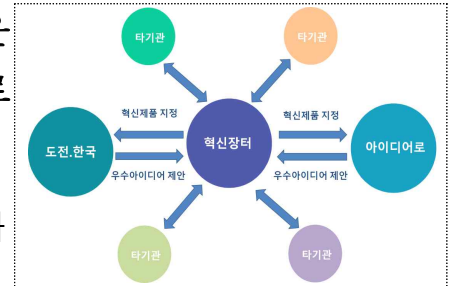 로
타기관
타기관
혁신제품 지정
혁신제품 지정
도전.한국
혁신장터
아이디어로
우수아이디어 제안
우수아이디어 제안
타기관
타기관